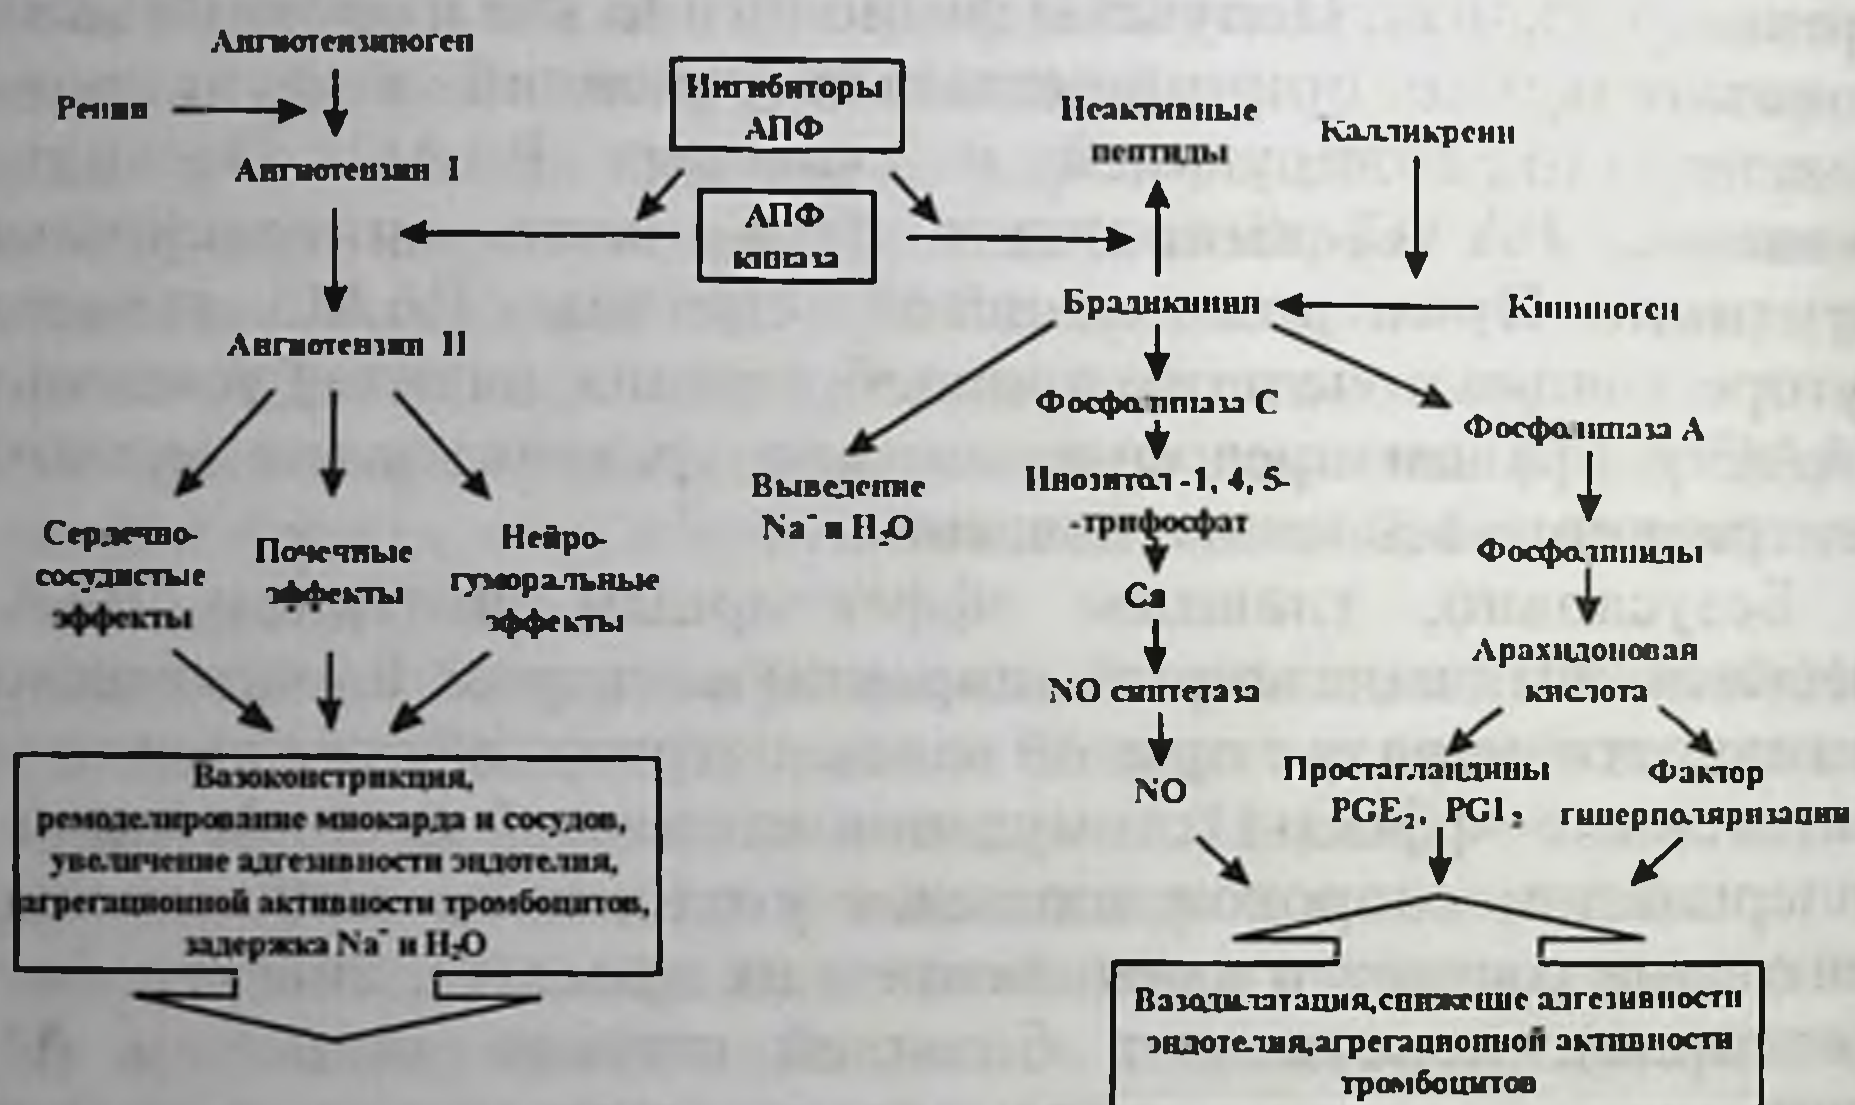 Ангиотензиноген
Ренин
Ангиотензин I
Ангиотензин II
Сердечно-
сосудистые
эффекты
Почечные
эффекты
Нейро-
гуморальные
эффекты
Вазоконстрикция,
ремоделирование миокарда и сосудов,
увеличение адгезивности эндотелия,
агрегационной активности тромбоцитов,
задержка Na⁻ и H₂O
Ингибиторы
АПФ
АПФ
киназа
Неактивные
пептиды
Калликреин
Брадикинин
Кининоген
Выведение
Na⁻ и H₂O
Фосфолипаза С
Инозитол -1, 4, 5-
-трифосфат
Ca
NO синтетаза
NO
Фосфолипаза А
Фосфолипиды
Арахидоновая
кислота
Простагландины
PGE₂, PGI₂
Фактор
гиперполяризации
Вазодилатация,снижение адгезивности
эндотелия,агрегационной активности
тромбоцитов